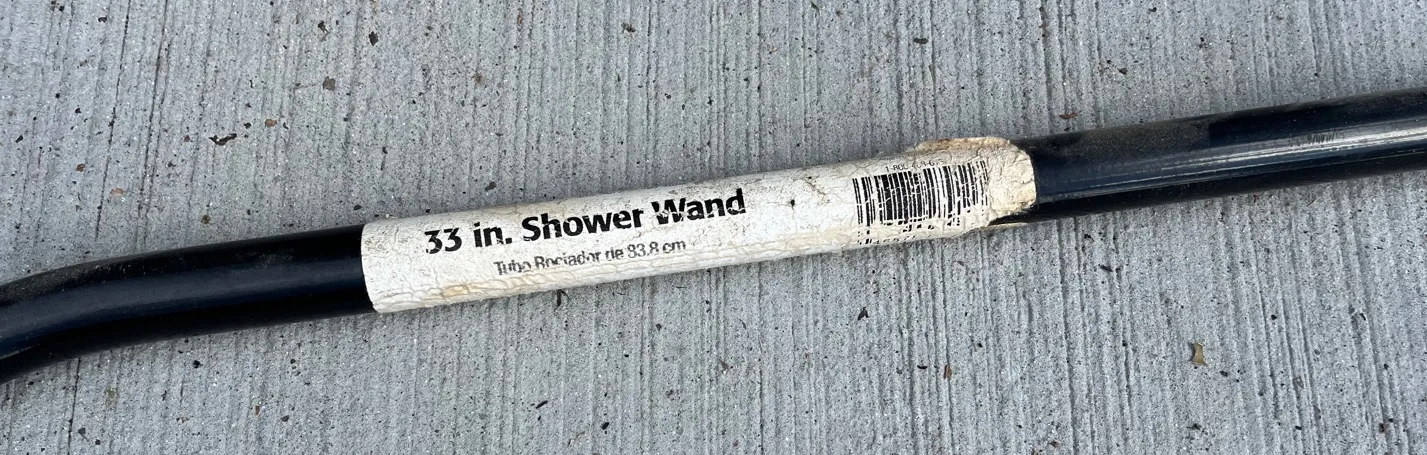 33 in. Shower Wand
Tubo Rociador de 83.8 cm